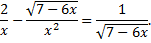 2/x − √(7−6x)/x² = 1/√(7−6x).